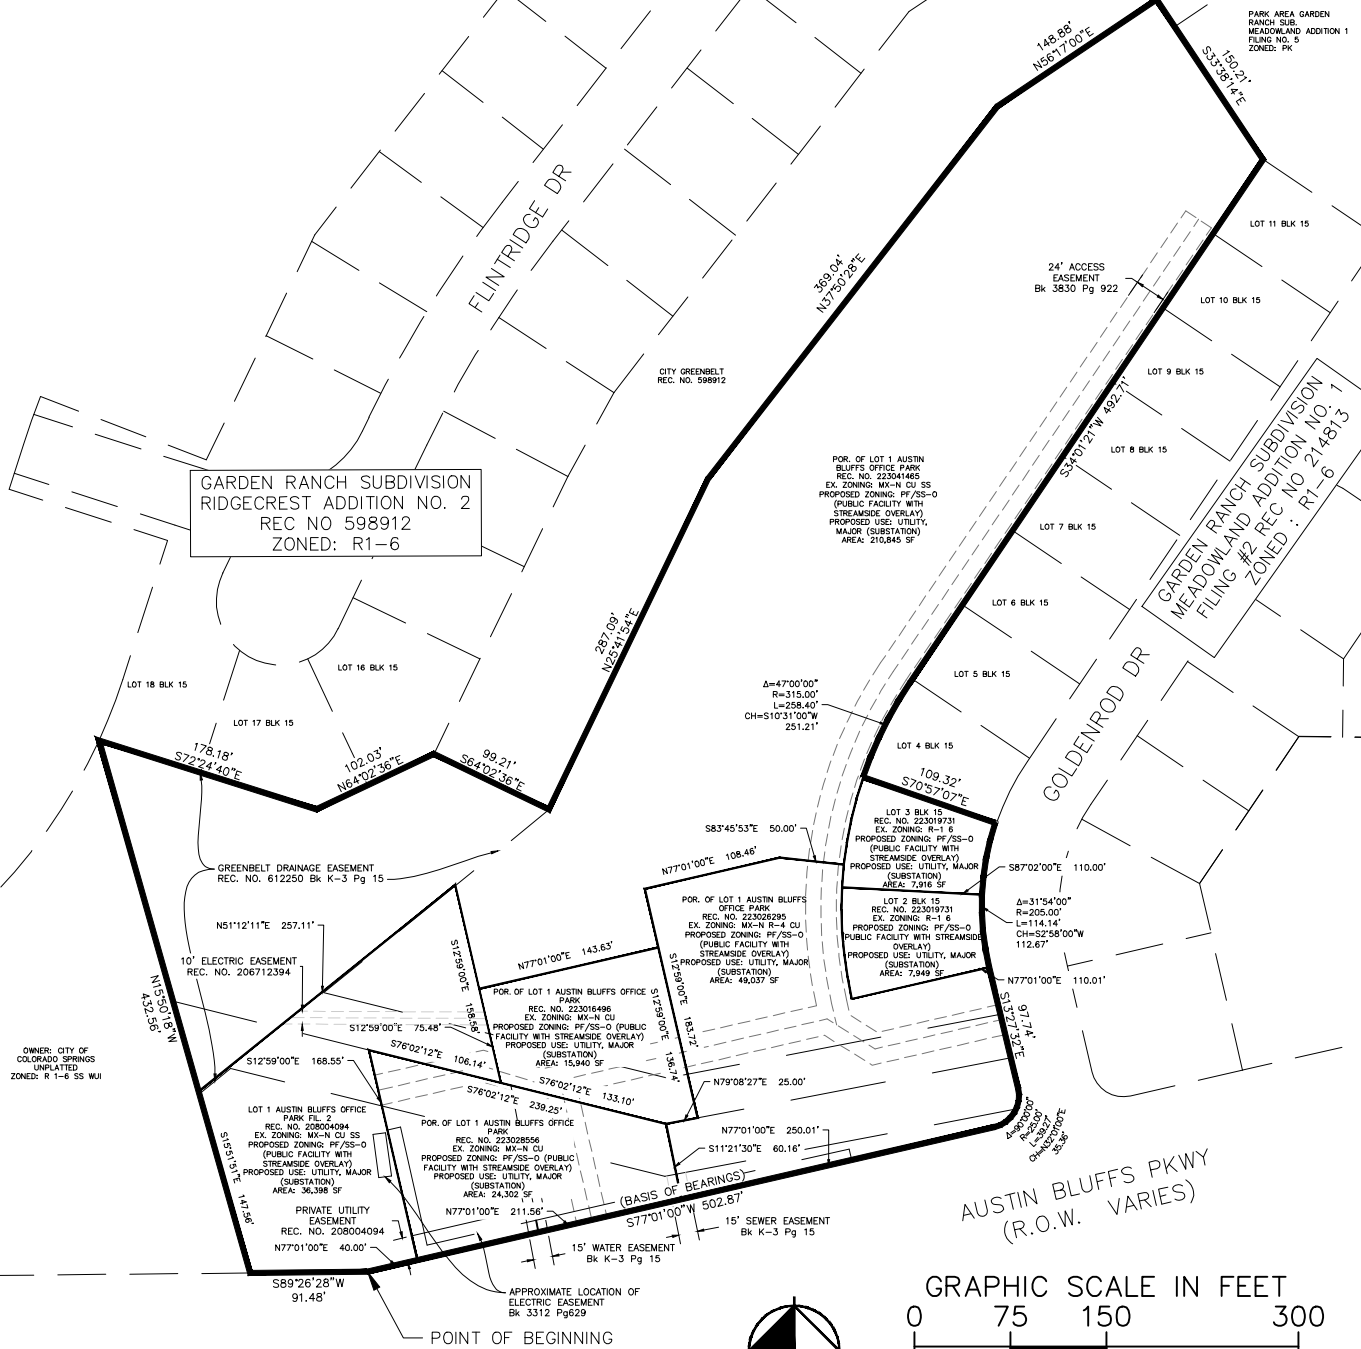 PARK AREA GARDEN
RANCH SUB.
MEADOWLAND ADDITION 1
FILING NO. 5
ZONED: PK
148.88'
N56°17'00"E
150.21'
S33°38'14"E
FLINTRIDGE DR
369.04'
N37°50'28"E
24' ACCESS
EASEMENT
Bk 3830 Pg 922
LOT 11 BLK 15
LOT 10 BLK 15
LOT 9 BLK 15
LOT 8 BLK 15
LOT 7 BLK 15
LOT 6 BLK 15
LOT 5 BLK 15
LOT 4 BLK 15
S34°01'21"W 492.71'
CITY GREENBELT
REC. NO. 598912
GARDEN RANCH SUBDIVISION
RIDGECREST ADDITION NO. 2
REC NO 598912
ZONED: R1-6
GARDEN RANCH SUBDIVISION
MEADOWLAND ADDITION NO. 1
FILING #2 REC NO 214813
ZONED : R1-6
POR. OF LOT 1 AUSTIN
BLUFFS OFFICE PARK
REC. NO. 223041465
EX. ZONING: MX-N CU SS
PROPOSED ZONING: PF/SS-O
(PUBLIC FACILITY WITH
STREAMSIDE OVERLAY)
PROPOSED USE: UTILITY,
MAJOR (SUBSTATION)
AREA: 210,845 SF
287.09'
N25°41'54"E
LOT 18 BLK 15
LOT 16 BLK 15
LOT 17 BLK 15
178.18'
S72°24'40"E
102.03'
N64°02'36"E
99.21'
S64°02'36"E
Δ=47°00'00"
R=315.00'
L=258.40'
CH=S10°31'00"W
251.21'
GOLDENROD DR
109.32'
S70°57'07"E
LOT 3 BLK 15
REC. NO. 223019731
EX. ZONING: R-1 6
PROPOSED ZONING: PF/SS-O
(PUBLIC FACILITY WITH
STREAMSIDE OVERLAY)
PROPOSED USE: UTILITY, MAJOR
(SUBSTATION)
AREA: 7,916 SF
S83°45'53"E 50.00'
N77°01'00"E 108.46'
S87°02'00"E 110.00'
LOT 2 BLK 15
REC. NO. 223019731
EX. ZONING: R-1 6
PROPOSED ZONING: PF/SS-O
(PUBLIC FACILITY WITH STREAMSIDE
OVERLAY)
PROPOSED USE: UTILITY, MAJOR
(SUBSTATION)
AREA: 7,949 SF
Δ=31°54'00"
R=205.00'
L=114.14'
CH=S2°58'00"W
112.67'
N77°01'00"E 110.01'
GREENBELT DRAINAGE EASEMENT
REC. NO. 612250 Bk K-3 Pg 15
N51°12'11"E 257.11'
10' ELECTRIC EASEMENT
REC. NO. 206712394
N15°50'18"W
432.56'
POR. OF LOT 1 AUSTIN BLUFFS
OFFICE PARK
REC. NO. 223026295
EX. ZONING: MX-N R-4 CU
PROPOSED ZONING: PF/SS-O
(PUBLIC FACILITY WITH
STREAMSIDE OVERLAY)
PROPOSED USE: UTILITY, MAJOR
(SUBSTATION)
AREA: 49,037 SF
N77°01'00"E 143.63'
S12°59'00"E 158.58'
S12°59'00"E 183.72'
S12°59'00"E 136.74'
POR. OF LOT 1 AUSTIN BLUFFS OFFICE
PARK
REC. NO. 223016496
EX. ZONING: MX-N CU
PROPOSED ZONING: PF/SS-O (PUBLIC
FACILITY WITH STREAMSIDE OVERLAY)
PROPOSED USE: UTILITY, MAJOR
(SUBSTATION)
AREA: 15,940 SF
S12°59'00"E 75.48'
S76°02'12"E 106.14'
S12°59'00"E 168.55'
S76°02'12"E 133.10'
S76°02'12"E 239.25'
97.74'
S13°27'32"E
OWNER: CITY OF
COLORADO SPRINGS
UNPLATTED
ZONED: R 1-6 SS WUI
N79°08'27"E 25.00'
LOT 1 AUSTIN BLUFFS OFFICE
PARK FIL. 2
REC. NO. 208004094
EX. ZONING: MX-N CU SS
PROPOSED ZONING: PF/SS-O
(PUBLIC FACILITY WITH
STREAMSIDE OVERLAY)
PROPOSED USE: UTILITY, MAJOR
(SUBSTATION)
AREA: 36,398 SF
POR. OF LOT 1 AUSTIN BLUFFS OFFICE
PARK
REC. NO. 223028556
EX. ZONING: MX-N CU
PROPOSED ZONING: PF/SS-O (PUBLIC
FACILITY WITH STREAMSIDE OVERLAY)
PROPOSED USE: UTILITY, MAJOR
(SUBSTATION)
AREA: 24,302 SF
N77°01'00"E 250.01'
S11°21'30"E 60.16'
Δ=90°00'00"
R=25.00'
L=39.27'
CH=N32°01'00"E
35.36'
S15°51'51"E 147.56'
PRIVATE UTILITY
EASEMENT
REC. NO. 208004094
N77°01'00"E 211.56'
(BASIS OF BEARINGS)
S77°01'00"W 502.87'
AUSTIN BLUFFS PKWY
(R.O.W. VARIES)
15' SEWER EASEMENT
Bk K-3 Pg 15
N77°01'00"E 40.00'
15' WATER EASEMENT
Bk K-3 Pg 15
S89°26'28"W
91.48'
APPROXIMATE LOCATION OF
ELECTRIC EASEMENT
Bk 3312 Pg629
POINT OF BEGINNING
GRAPHIC SCALE IN FEET
0 75 150 300